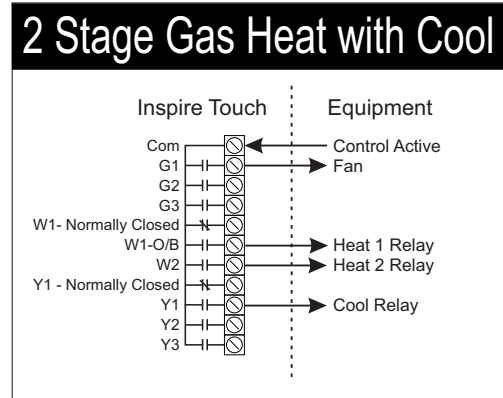 2 Stage Gas Heat with Cool
Inspire Touch
Equipment
Com
Control Active
G1
Fan
G2
G3
W1- Normally Closed
W1-O/B
Heat 1 Relay
W2
Heat 2 Relay
Y1 - Normally Closed
Y1
Cool Relay
Y2
Y3